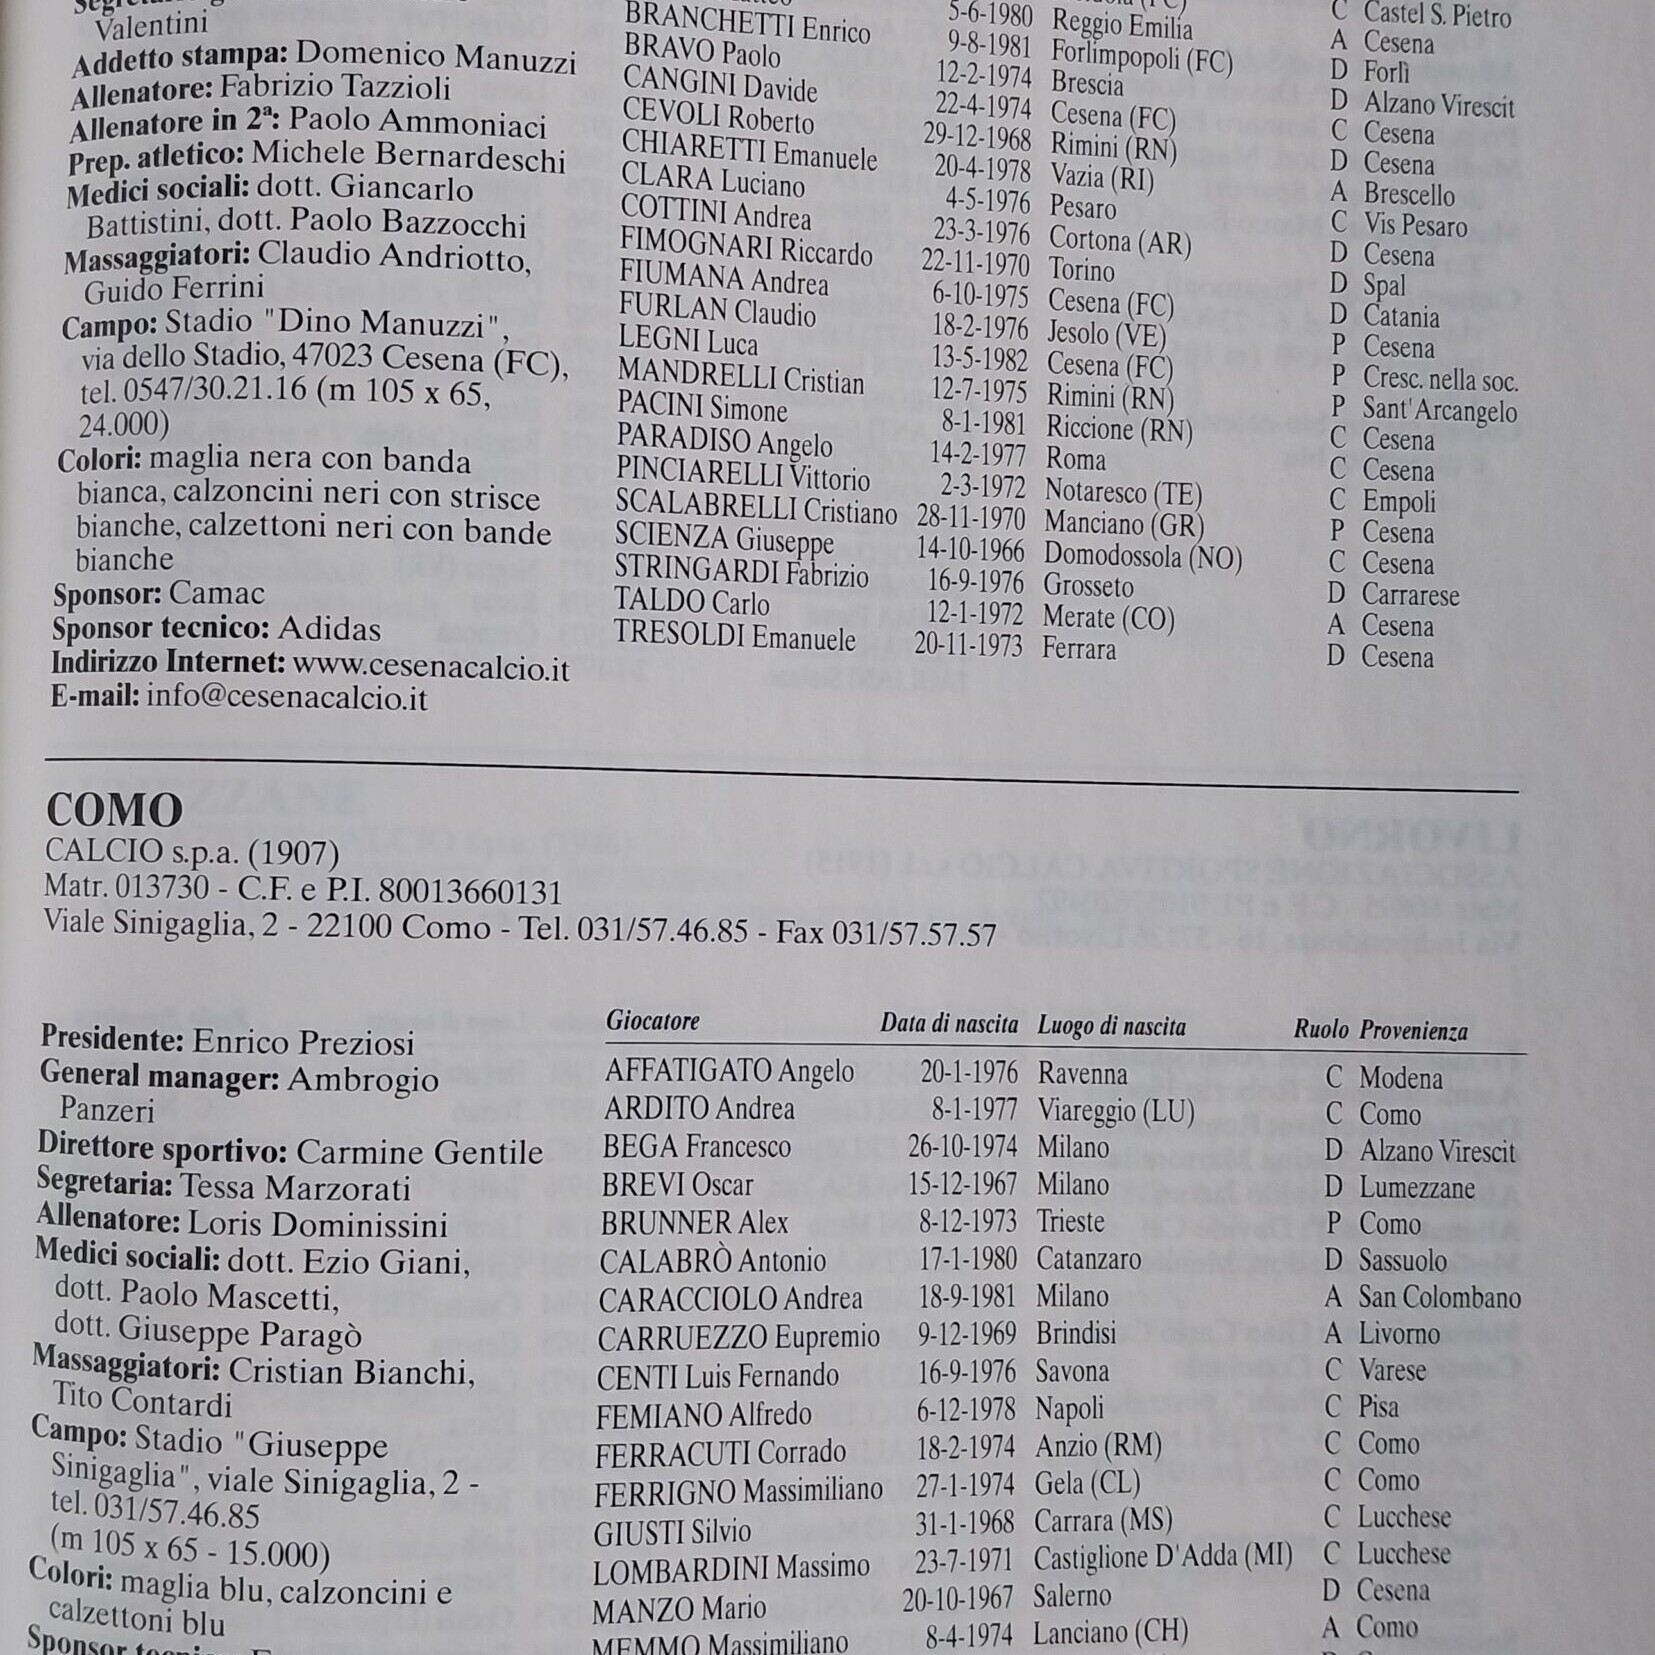 Valentini
Addetto stampa: Domenico Manuzzi
Allenatore: Fabrizio Tazzioli
Allenatore in 2ª: Paolo Ammoniaci
Prep. atletico: Michele Bernardeschi
Medici sociali: dott. Giancarlo
Battistini, dott. Paolo Bazzocchi
Massaggiatori: Claudio Andriotto,
Guido Ferrini
Campo: Stadio "Dino Manuzzi",
via dello Stadio, 47023 Cesena (FC),
tel. 0547/30.21.16 (m 105 x 65,
24.000)
Colori: maglia nera con banda
bianca, calzoncini neri con strisce
bianche, calzettoni neri con bande
bianche
Sponsor: Camac
Sponsor tecnico: Adidas
Indirizzo Internet: www.cesenacalcio.it
E-mail: info@cesenacalcio.it
C Castel S. Pietro
5-6-1980 Reggio Emilia A Cesena
BRANCHETTI Enrico 9-8-1981 Forlimpopoli (FC) D Forlì
BRAVO Paolo 12-2-1974 Brescia D Alzano Virescit
CANGINI Davide 22-4-1974 Cesena (FC) C Cesena
CEVOLI Roberto 29-12-1968 Rimini (RN) D Cesena
CHIARETTI Emanuele 20-4-1978 Vazia (RI) A Brescello
CLARA Luciano 4-5-1976 Pesaro C Vis Pesaro
COTTINI Andrea 23-3-1976 Cortona (AR) D Cesena
FIMOGNARI Riccardo 22-11-1970 Torino D Spal
FIUMANA Andrea 6-10-1975 Cesena (FC) D Catania
FURLAN Claudio 18-2-1976 Jesolo (VE) P Cesena
LEGNI Luca 13-5-1982 Cesena (FC) P Cresc. nella soc.
MANDRELLI Cristian 12-7-1975 Rimini (RN) P Sant'Arcangelo
PACINI Simone 8-1-1981 Riccione (RN) C Cesena
PARADISO Angelo 14-2-1977 Roma C Cesena
PINCIARELLI Vittorio 2-3-1972 Notaresco (TE) C Empoli
SCALABRELLI Cristiano 28-11-1970 Manciano (GR) P Cesena
SCIENZA Giuseppe 14-10-1966 Domodossola (NO) C Cesena
STRINGARDI Fabrizio 16-9-1976 Grosseto D Carrarese
TALDO Carlo 12-1-1972 Merate (CO) A Cesena
TRESOLDI Emanuele 20-11-1973 Ferrara D Cesena
COMO
CALCIO s.p.a. (1907)
Matr. 013730 - C.F. e P.I. 80013660131
Viale Sinigaglia, 2 - 22100 Como - Tel. 031/57.46.85 - Fax 031/57.57.57
Presidente: Enrico Preziosi
General manager: Ambrogio
Panzeri
Direttore sportivo: Carmine Gentile
Segretaria: Tessa Marzorati
Allenatore: Loris Dominissini
Medici sociali: dott. Ezio Giani,
dott. Paolo Mascetti,
dott. Giuseppe Paragò
Massaggiatori: Cristian Bianchi,
Tito Contardi
Campo: Stadio "Giuseppe
Sinigaglia", viale Sinigaglia, 2 -
tel. 031/57.46.85
(m 105 x 65 - 15.000)
Colori: maglia blu, calzoncini e
calzettoni blu
Sponsor tecnico:
Giocatore Data di nascita Luogo di nascita Ruolo Provenienza
AFFATIGATO Angelo 20-1-1976 Ravenna C Modena
ARDITO Andrea 8-1-1977 Viareggio (LU) C Como
BEGA Francesco 26-10-1974 Milano D Alzano Virescit
BREVI Oscar 15-12-1967 Milano D Lumezzane
BRUNNER Alex 8-12-1973 Trieste P Como
CALABRÒ Antonio 17-1-1980 Catanzaro D Sassuolo
CARACCIOLO Andrea 18-9-1981 Milano A San Colombano
CARRUEZZO Eupremio 9-12-1969 Brindisi A Livorno
CENTI Luis Fernando 16-9-1976 Savona C Varese
FEMIANO Alfredo 6-12-1978 Napoli C Pisa
FERRACUTI Corrado 18-2-1974 Anzio (RM) C Como
FERRIGNO Massimiliano 27-1-1974 Gela (CL) C Como
GIUSTI Silvio 31-1-1968 Carrara (MS) C Lucchese
LOMBARDINI Massimo 23-7-1971 Castiglione D'Adda (MI) C Lucchese
MANZO Mario 20-10-1967 Salerno D Cesena
MEMMO Massimiliano 8-4-1974 Lanciano (CH) A Como